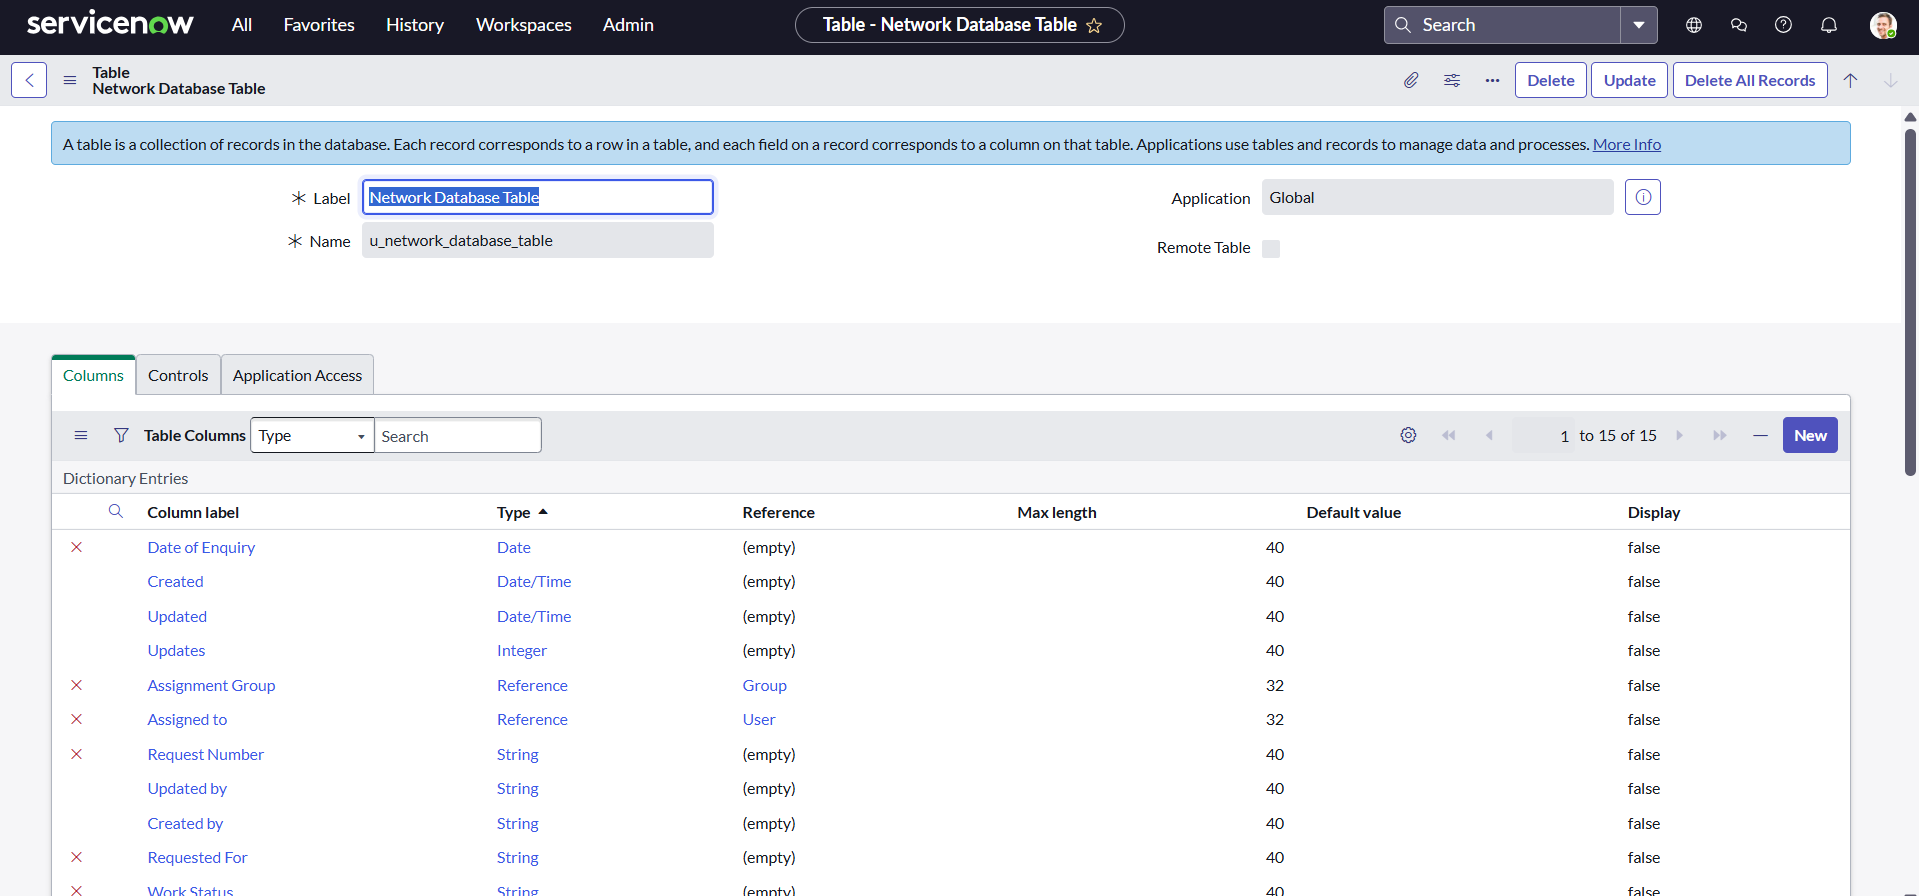 servicenow All Favorites History Workspaces Admin Table - Network Database Table Search
Table
Network Database Table
Delete Update Delete All Records
A table is a collection of records in the database. Each record corresponds to a row in a table, and each field on a record corresponds to a column on that table. Applications use tables and records to manage data and processes. More Info
Label Network Database Table Application Global
Name u_network_database_table
Remote Table
Columns Controls Application Access
Table Columns Type Search 1 to 15 of 15 New
Dictionary Entries
Column label Type Reference Max length Default value Display
Date of Enquiry Date (empty) 40 false
Created Date/Time (empty) 40 false
Updated Date/Time (empty) 40 false
Updates Integer (empty) 40 false
Assignment Group Reference Group 32 false
Assigned to Reference User 32 false
Request Number String (empty) 40 false
Updated by String (empty) 40 false
Created by String (empty) 40 false
Requested For String (empty) 40 false
Work Status String (empty) 40 false